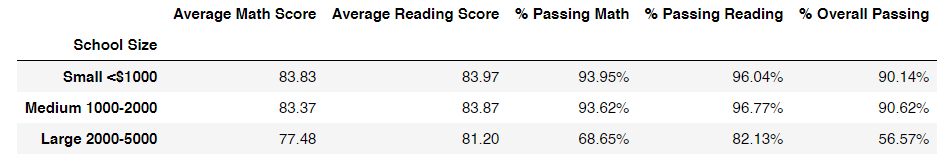 Average Math Score Average Reading Score % Passing Math % Passing Reading % Overall Passing
School Size
Small <$1000 83.83 83.97 93.95% 96.04% 90.14%
Medium 1000-2000 83.37 83.87 93.62% 96.77% 90.62%
Large 2000-5000 77.48 81.20 68.65% 82.13% 56.57%